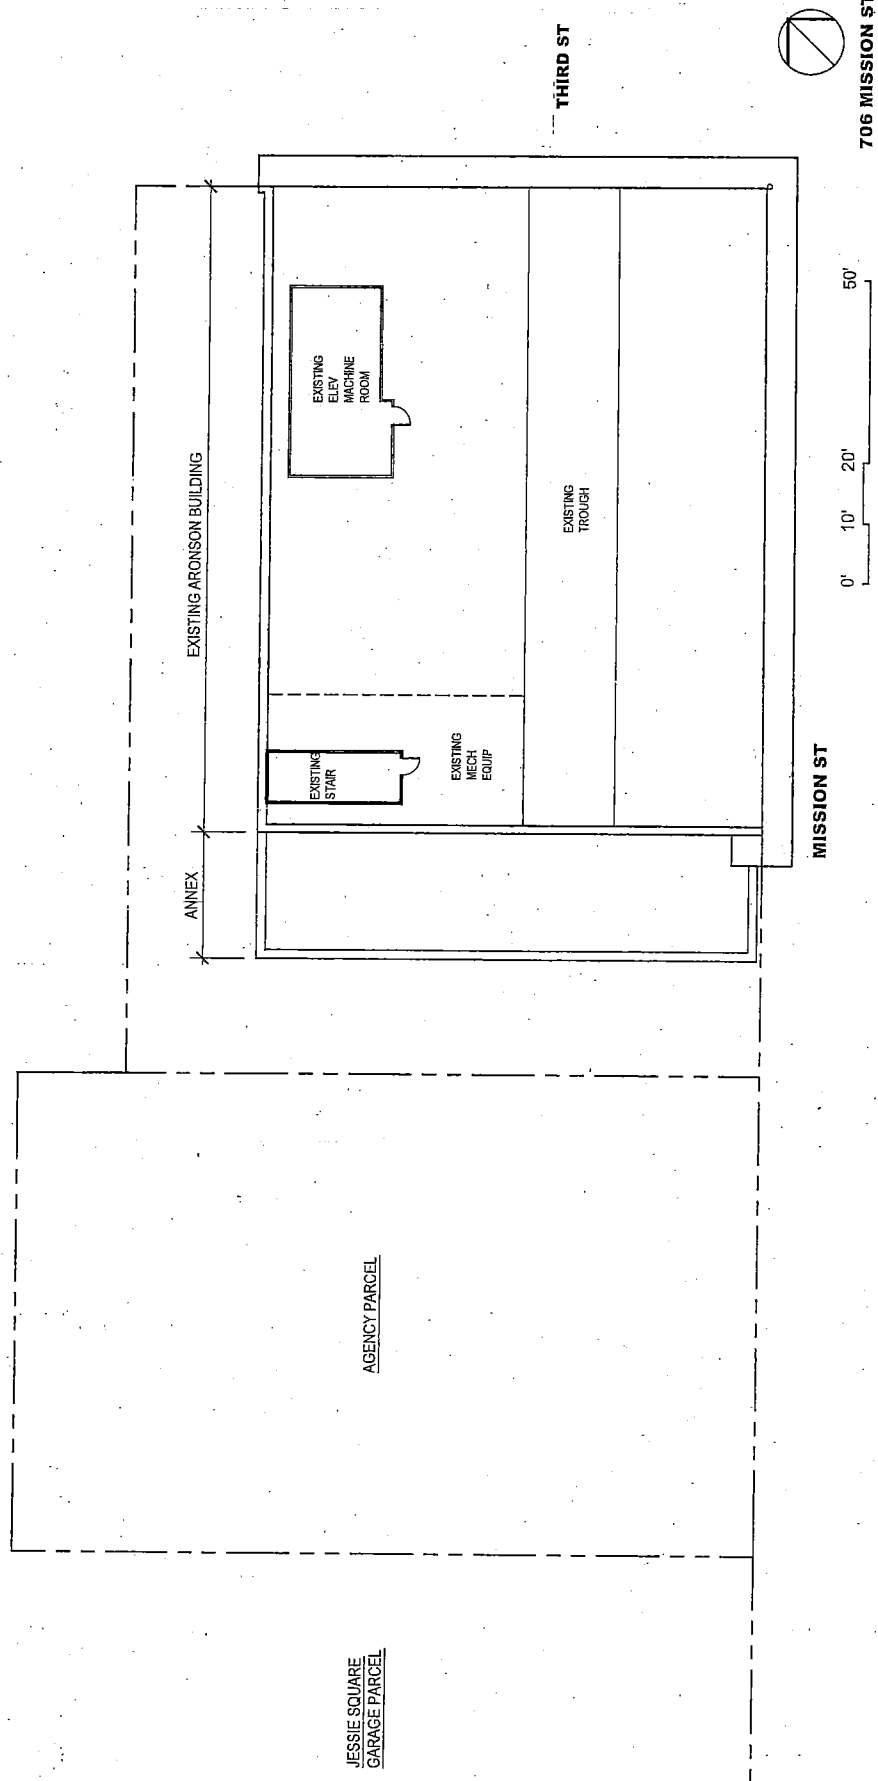 THIRD ST
706 MISSION ST
EXISTING ARONSON BUILDING
EXISTING
ELEV
MACHINE
ROOM
EXISTING
TROUGH
EXISTING
STAIR
EXISTING
MECH
EQUIP
ANNEX
MISSION ST
0'
10'
20'
50'
AGENCY PARCEL
JESSIE SQUARE
GARAGE PARCEL